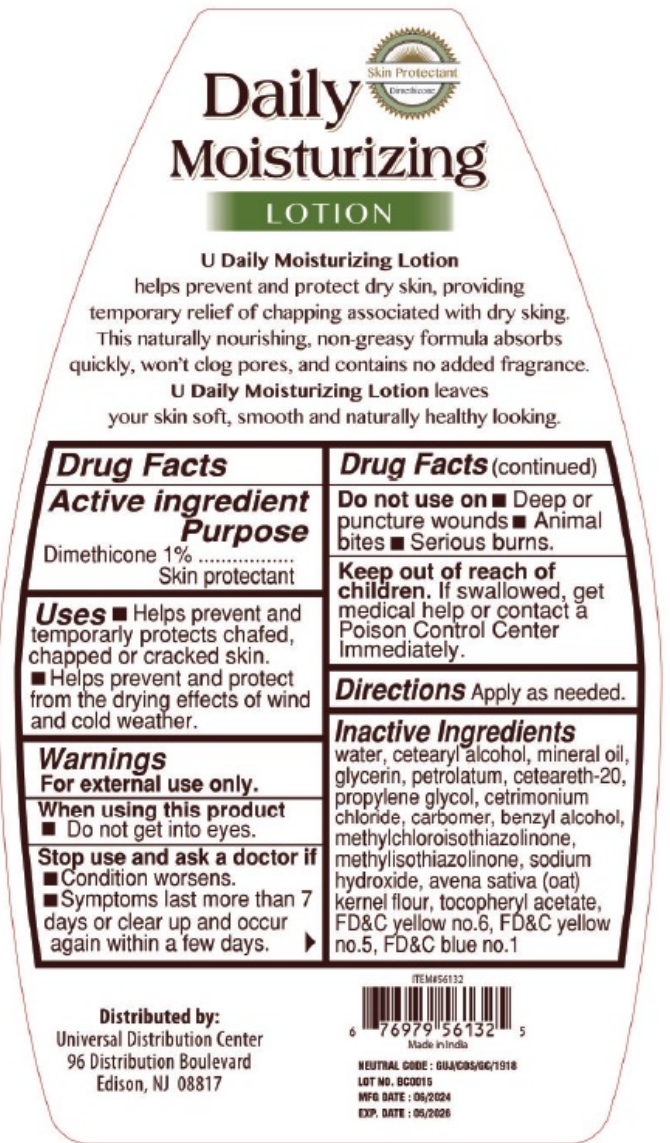 Skin Protectant
Dimethicone
Daily
Moisturizing
LOTION
U Daily Moisturizing Lotion
helps prevent and protect dry skin, providing
temporary relief of chapping associated with dry sking.
This naturally nourishing, non-greasy formula absorbs
quickly, won't clog pores, and contains no added fragrance.
U Daily Moisturizing Lotion leaves
your skin soft, smooth and naturally healthy looking.
Drug Facts
Active ingredient
Purpose
Dimethicone 1% .................
Skin protectant
Uses ■ Helps prevent and
temporarly protects chafed,
chapped or cracked skin.
■ Helps prevent and protect
from the drying effects of wind
and cold weather.
Warnings
For external use only.
When using this product
■ Do not get into eyes.
Stop use and ask a doctor if
■ Condition worsens.
■ Symptoms last more than 7
days or clear up and occur
again within a few days.
Drug Facts (continued)
Do not use on ■ Deep or
puncture wounds ■ Animal
bites ■ Serious burns.
Keep out of reach of
children. If swallowed, get
medical help or contact a
Poison Control Center
Immediately.
Directions Apply as needed.
Inactive Ingredients
water, cetearyl alcohol, mineral oil,
glycerin, petrolatum, ceteareth-20,
propylene glycol, cetrimonium
chloride, carbomer, benzyl alcohol,
methylchloroisothiazolinone,
methylisothiazolinone, sodium
hydroxide, avena sativa (oat)
kernel flour, tocopheryl acetate,
FD&C yellow no.6, FD&C yellow
no.5, FD&C blue no.1
Distributed by:
Universal Distribution Center
96 Distribution Boulevard
Edison, NJ 08817
ITEM#56132
6 76979 56132 5
Made in India
NEUTRAL CODE : GUJ/COS/GC/1918
LOT NO. BC0015
MFG DATE : 06/2024
EXP. DATE : 05/2026